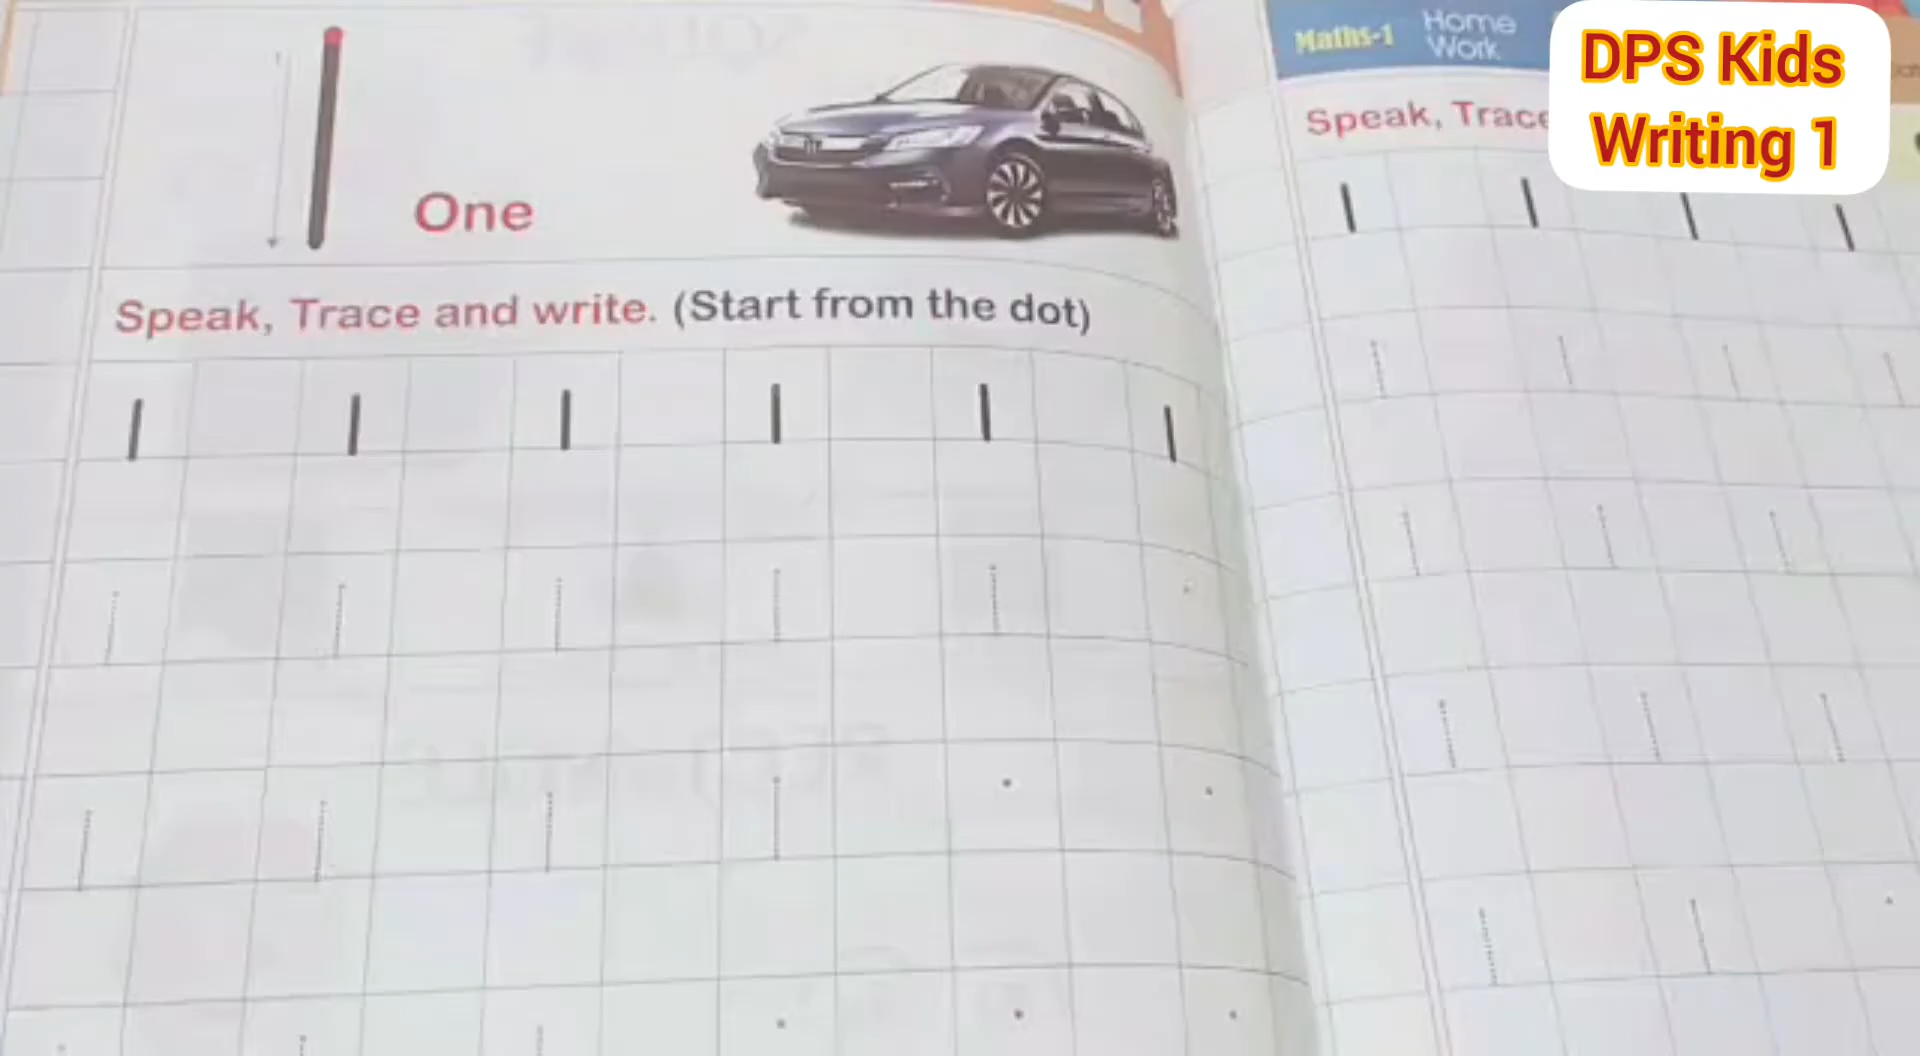 One
Speak, Trace and write. (Start from the dot)
Maths-1 Home
Work
Speak, Trace
DPS Kids
Writing 1